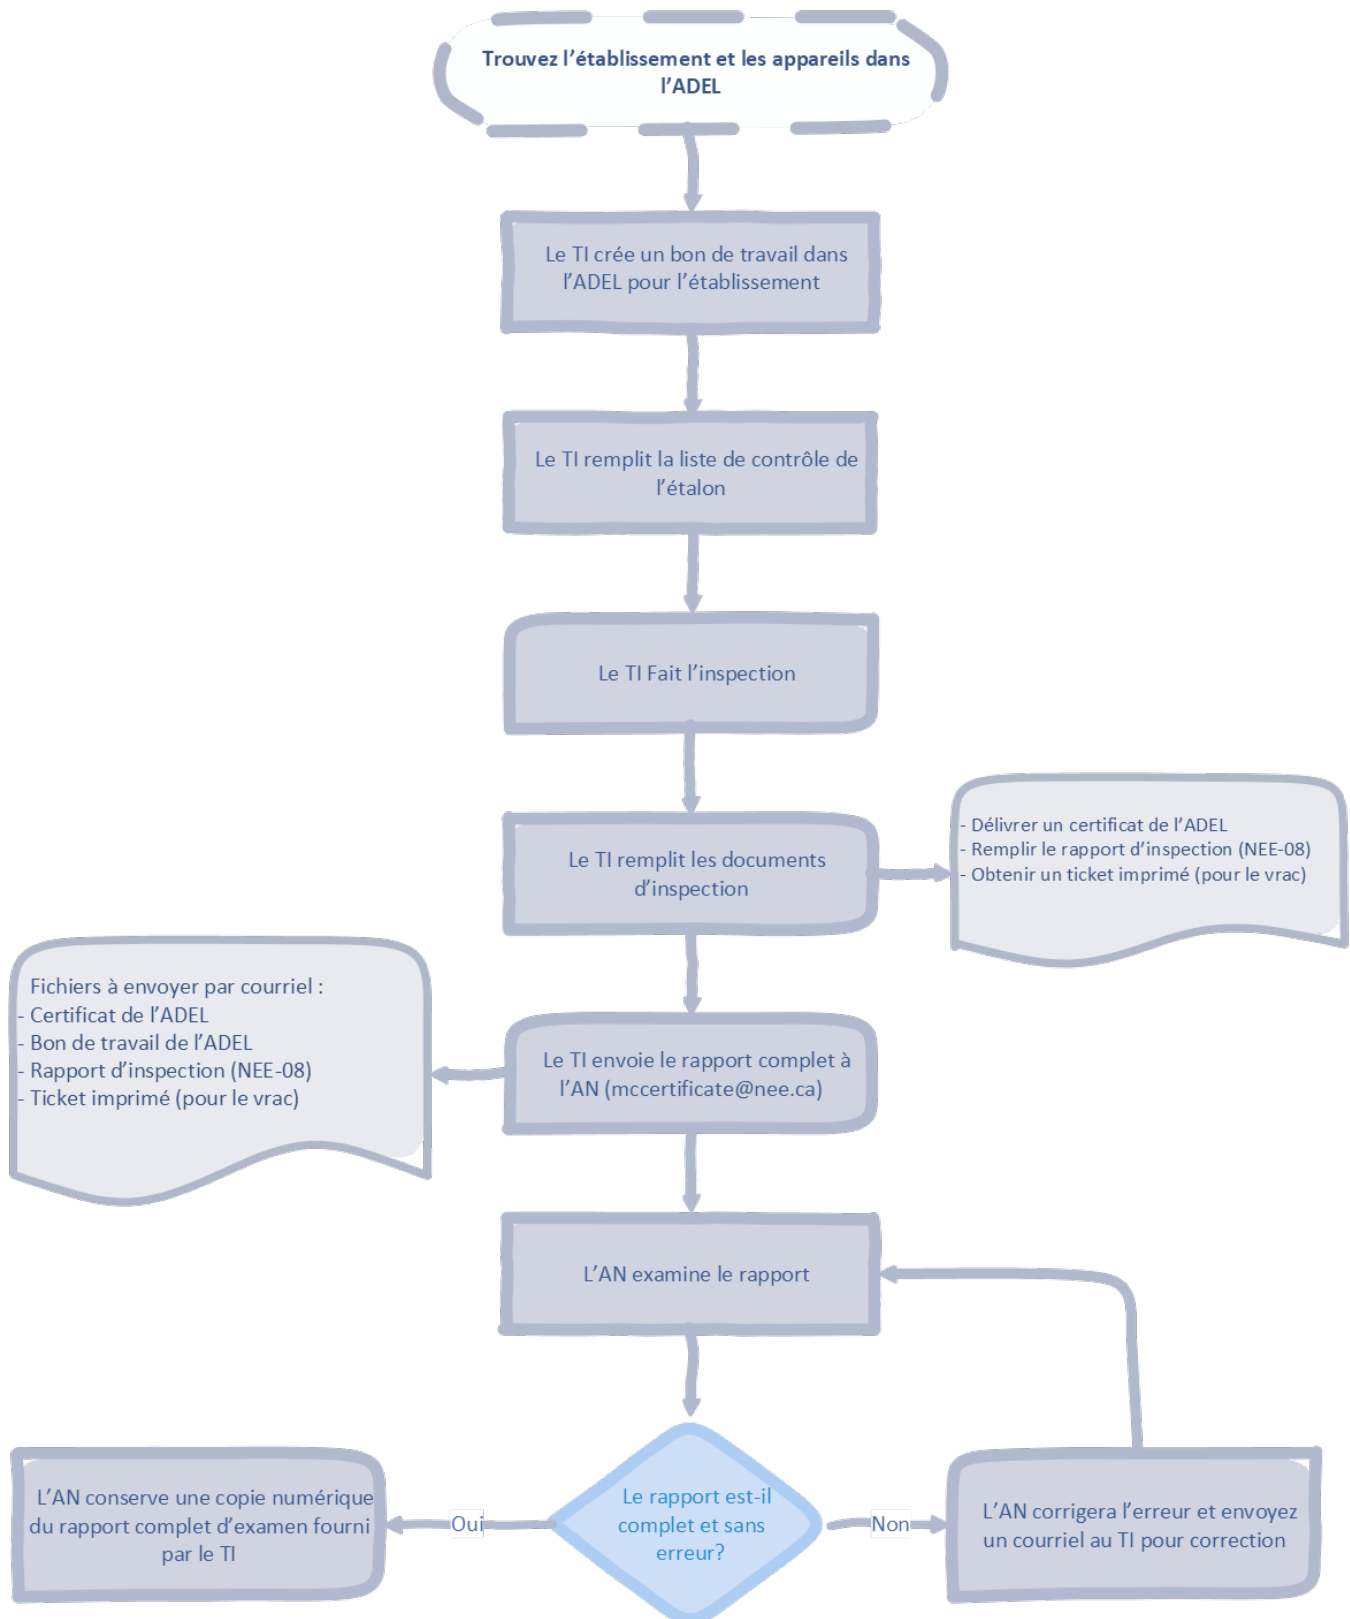 Trouvez l’établissement et les appareils dans
l’ADEL
Le TI crée un bon de travail dans
l’ADEL pour l’établissement
Le TI remplit la liste de contrôle de
l’étalon
Le TI Fait l’inspection
Le TI remplit les documents
d’inspection
- Délivrer un certificat de l’ADEL
- Remplir le rapport d’inspection (NEE-08)
- Obtenir un ticket imprimé (pour le vrac)
Fichiers à envoyer par courriel :
- Certificat de l’ADEL
- Bon de travail de l’ADEL
- Rapport d’inspection (NEE-08)
- Ticket imprimé (pour le vrac)
Le TI envoie le rapport complet à
l’AN (mccertificate@nee.ca)
L’AN examine le rapport
Le rapport est-il
complet et sans
erreur?
Oui
Non
L’AN conserve une copie numérique
du rapport complet d’examen fourni
par le TI
L’AN corrigera l’erreur et envoyez
un courriel au TI pour correction